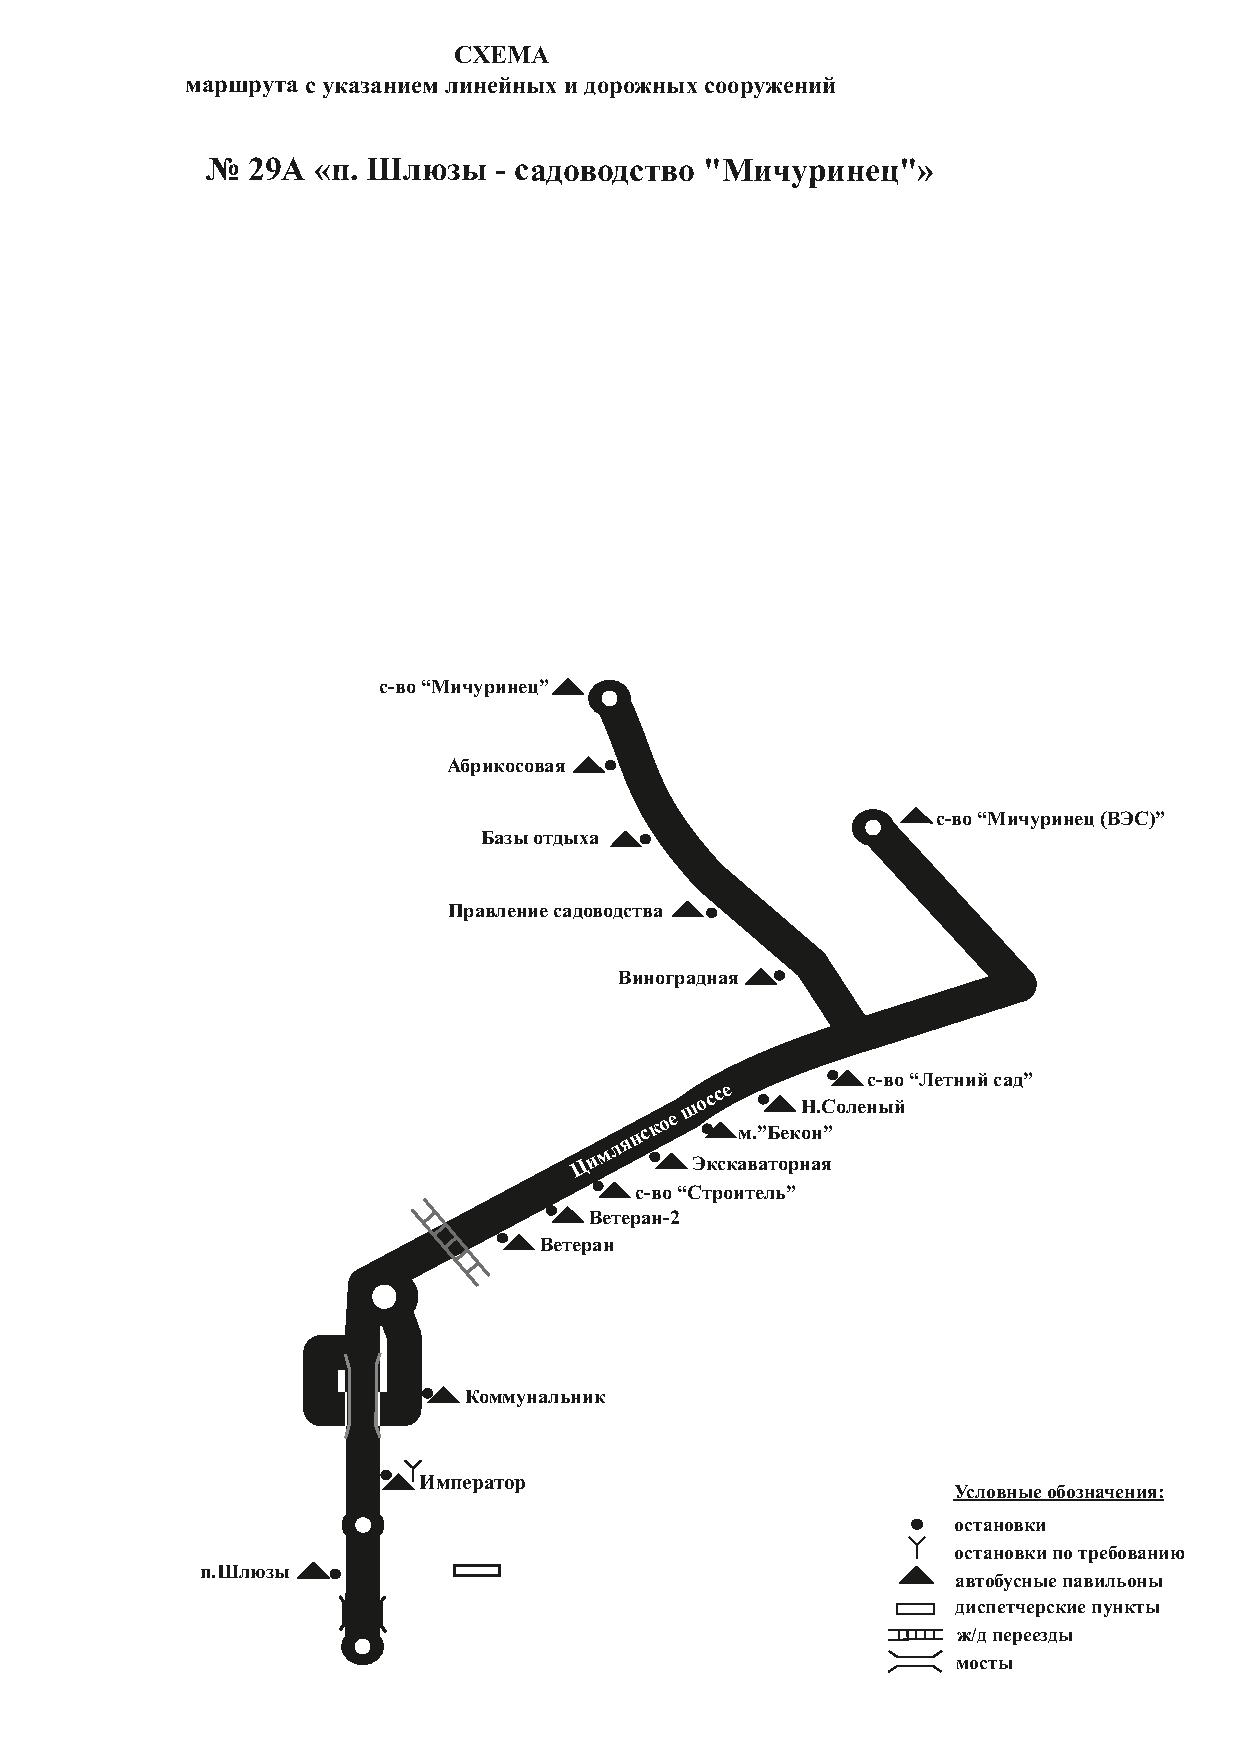 СХЕМА
маршрута с указанием линейных и дорожных сооружений
№ 29А «п. Шлюзы - садоводство "Мичуринец"»
с-во “Мичуринец”
Абрикосовая
с-во “Мичуринец (ВЭС)”
Базы отдыха
Правление садоводства
Виноградная
с-во “Летний сад”
Н.Соленый
Цимлянское шоссе
м.”Бекон”
Экскаваторная
с-во “Строитель”
Ветеран-2
Ветеран
Коммунальник
Император
п.Шлюзы
Условные обозначения:
остановки
остановки по требованию
автобусные павильоны
диспетчерские пункты
ж/д переезды
мосты